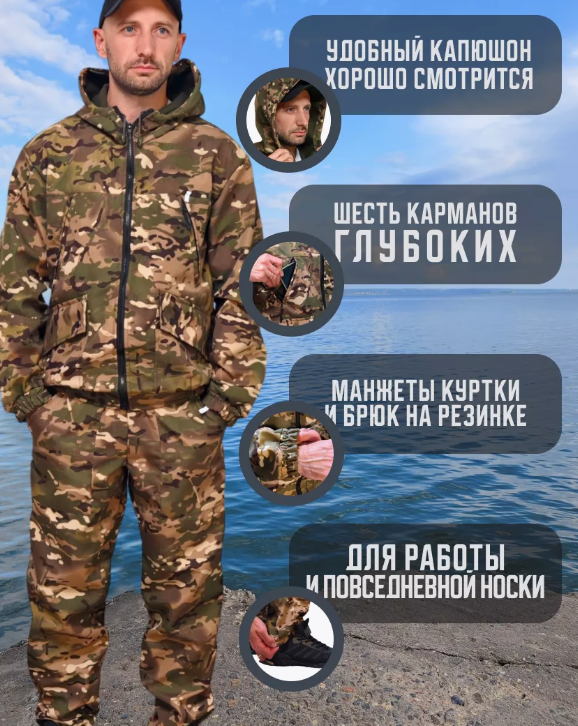 УДОБНЫЙ КАПЮШОН
ХОРОШО СМОТРИТСЯ
ШЕСТЬ КАРМАНОВ
ГЛУБОКИХ
МАНЖЕТЫ КУРТКИ
И БРЮК НА РЕЗИНКЕ
ДЛЯ РАБОТЫ
И ПОВСЕДНЕВНОЙ НОСКИ